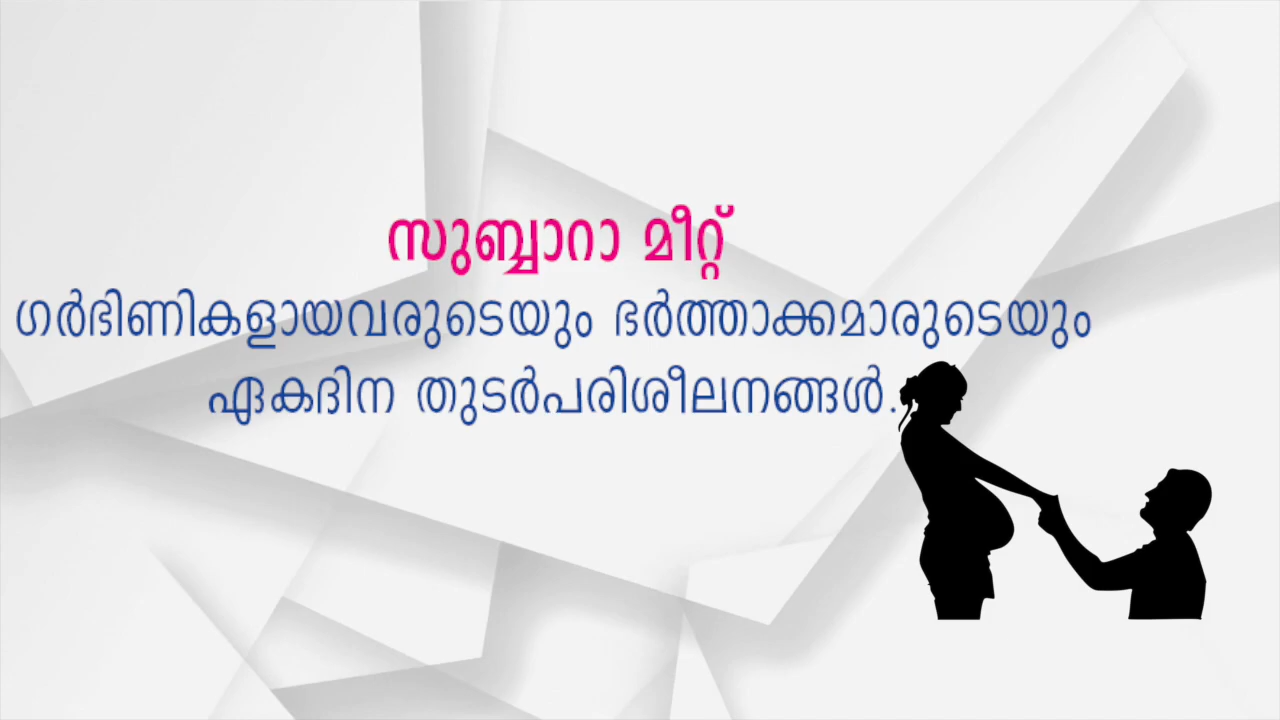 സുബ്ബാറാ മീറ്റ്
ഗർഭിണികളായവരുടെയും ഭർത്താക്കമാരുടെയും
ഏകദിന തുടർപരിശീലനങ്ങൾ.